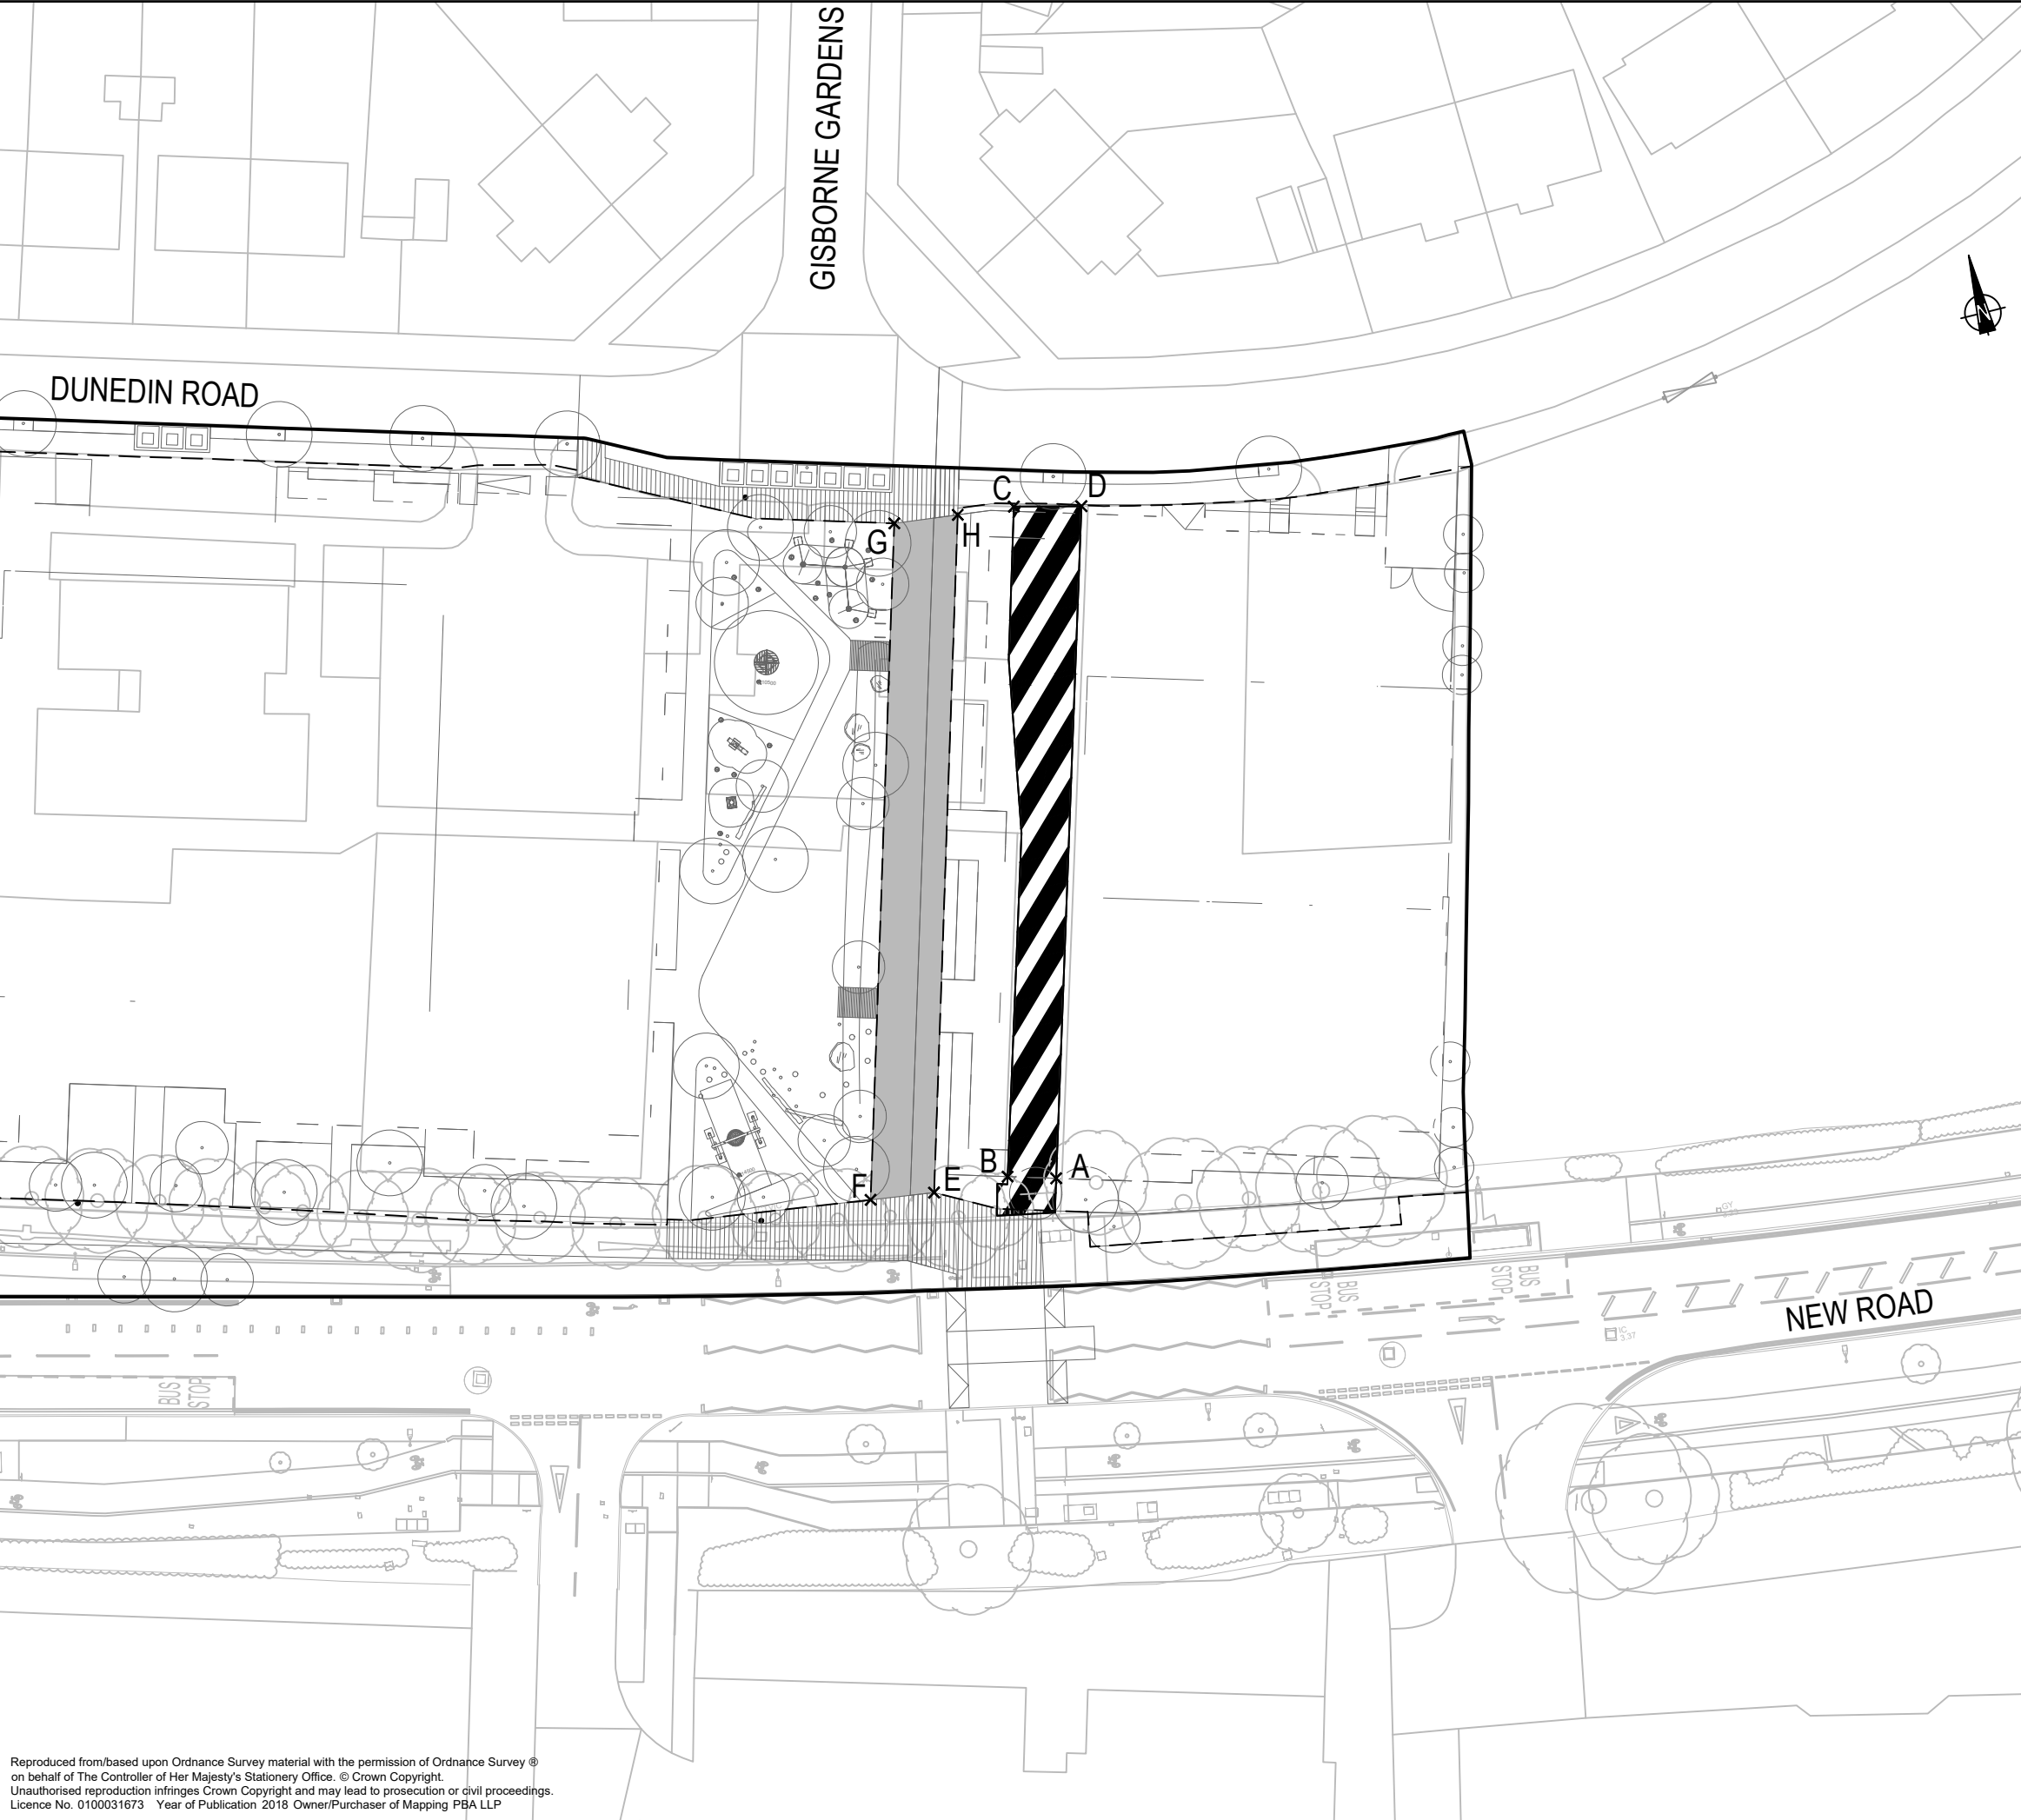 GISBORNE GARDENS
N
DUNEDIN ROAD
C
D
G
H
B
A
F
E
BUS
STOP
BUS
STOP
NEW ROAD
IC
3.37
BUS
STOP
Reproduced from/based upon Ordnance Survey material with the permission of Ordnance Survey ®
on behalf of The Controller of Her Majesty's Stationery Office. © Crown Copyright.
Unauthorised reproduction infringes Crown Copyright and may lead to prosecution or civil proceedings.
Licence No. 0100031673 Year of Publication 2018 Owner/Purchaser of Mapping PBA LLP